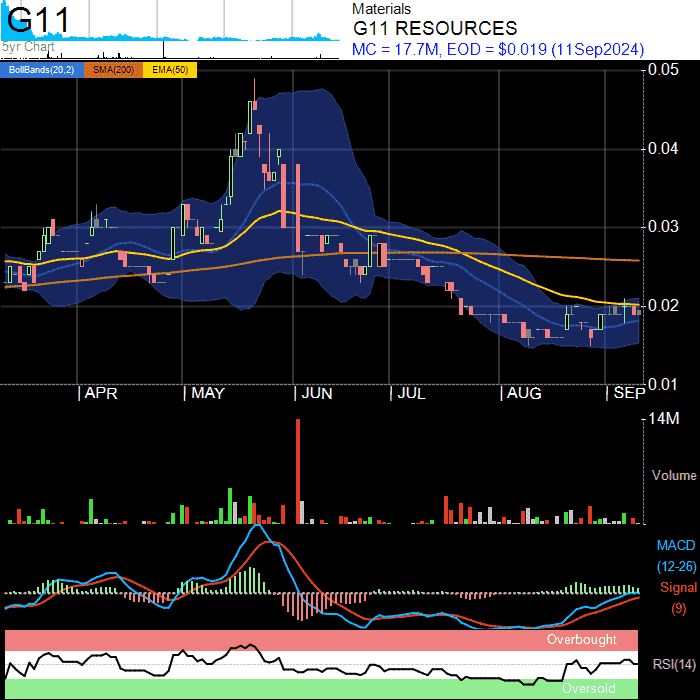 G11
5yr Chart
Materials
G11 RESOURCES
MC = 17.7M, EOD = $0.019 (11Sep2024)
BollBands(20,2) SMA(200) EMA(50)
0.05
0.04
0.03
0.02
0.01
APR MAY JUN JUL AUG SEP
14M
Volume
MACD
(12-26)
Signal
(9)
Overbought
RSI(14)
Oversold